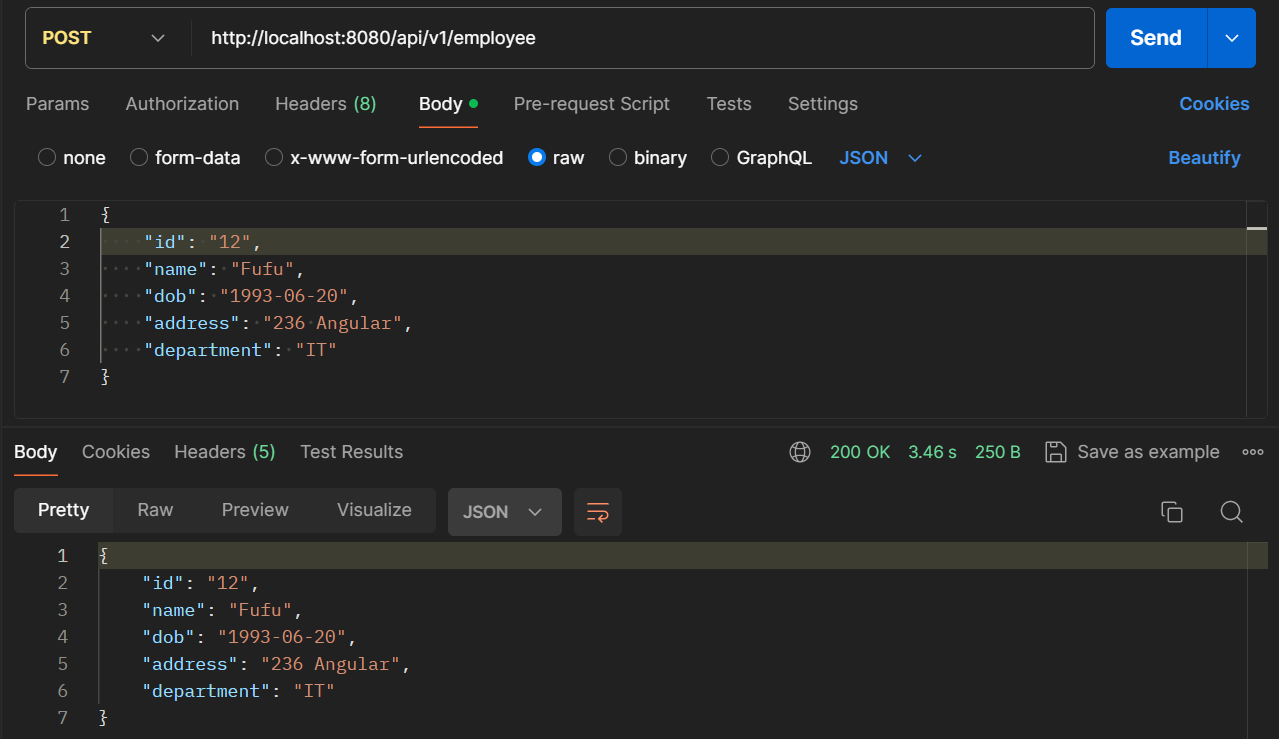 POST http://localhost:8080/api/v1/employee Send
Params Authorization Headers (8) Body Pre-request Script Tests Settings Cookies
none form-data x-www-form-urlencoded raw binary GraphQL JSON Beautify
1 {
2 "id": "12",
3 "name": "Fufu",
4 "dob": "1993-06-20",
5 "address": "236 Angular",
6 "department": "IT"
7 }
Body Cookies Headers (5) Test Results 200 OK 3.46 s 250 B Save as example
Pretty Raw Preview Visualize JSON
1 {
2 "id": "12",
3 "name": "Fufu",
4 "dob": "1993-06-20",
5 "address": "236 Angular",
6 "department": "IT"
7 }